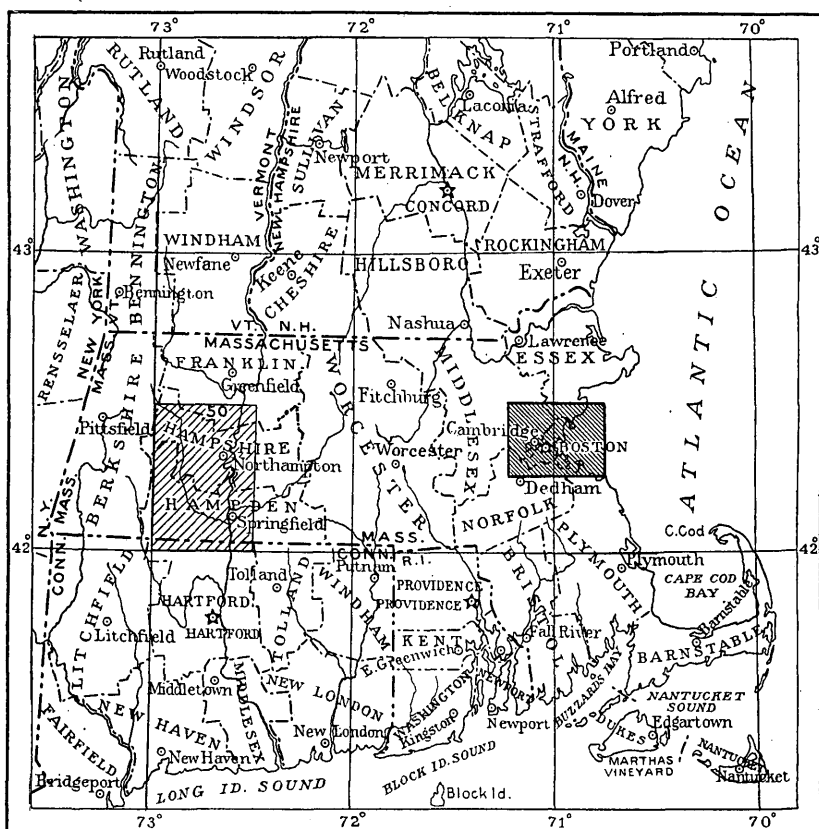 73° 72° 71° 70°
Rutland
Woodstock
Portland
RUTLAND
WINDSOR
WASHINGTON
BELKNAP
Laconia
Alfred
YORK
SULLIVAN
Newport
STRAFFORD
MAINE
N.H.
Dover
VERMONT
NEW HAMPSHIRE
MERRIMACK
CONCORD
ATLANTIC OCEAN
43° 43°
BENNINGTON
WINDHAM
Newfane
Keene
CHESHIRE
HILLSBORO
ROCKINGHAM
Exeter
Bennington
RENSSELAER
NEW YORK
MASS. VT.
VT. N.H.
MASSACHUSETTS
Nashua
Lawrence
ESSEX
FRANKLIN
Greenfield
WORCESTER
Fitchburg
MIDDLESEX
50
Pittsfield
BERKSHIRE
HAMPSHIRE
Northampton
Cambridge
BOSTON
Worcester
HAMPDEN
Springfield
Dedham
NORFOLK
N.Y.
CONN. MASS.
42° 42°
MASS.
CONN. R.I.
Putnam
BRISTOL
PLYMOUTH
Plymouth
C.Cod
CAPE COD
BAY
Tolland
TOLLAND
WINDHAM
PROVIDENCE
PROVIDENCE
HARTFORD
HARTFORD
LITCHFIELD
Litchfield
KENT
E.Greenwich
Fall River
Barnstable
BARNSTABLE
Middletown
MIDDLESEX
NEW LONDON
NEWPORT
WASHINGTON
Kingston
Newport
BUZZARDS BAY
NANTUCKET
SOUND
DUKES
Edgartown
NEW HAVEN
New Haven
New London
FAIRFIELD
Bridgeport
MARTHAS
VINEYARD
NANTUCKET
Nantucket
LONG ID. SOUND
BLOCK ID. SOUND
Block Id.
73° 72° 71° 70°